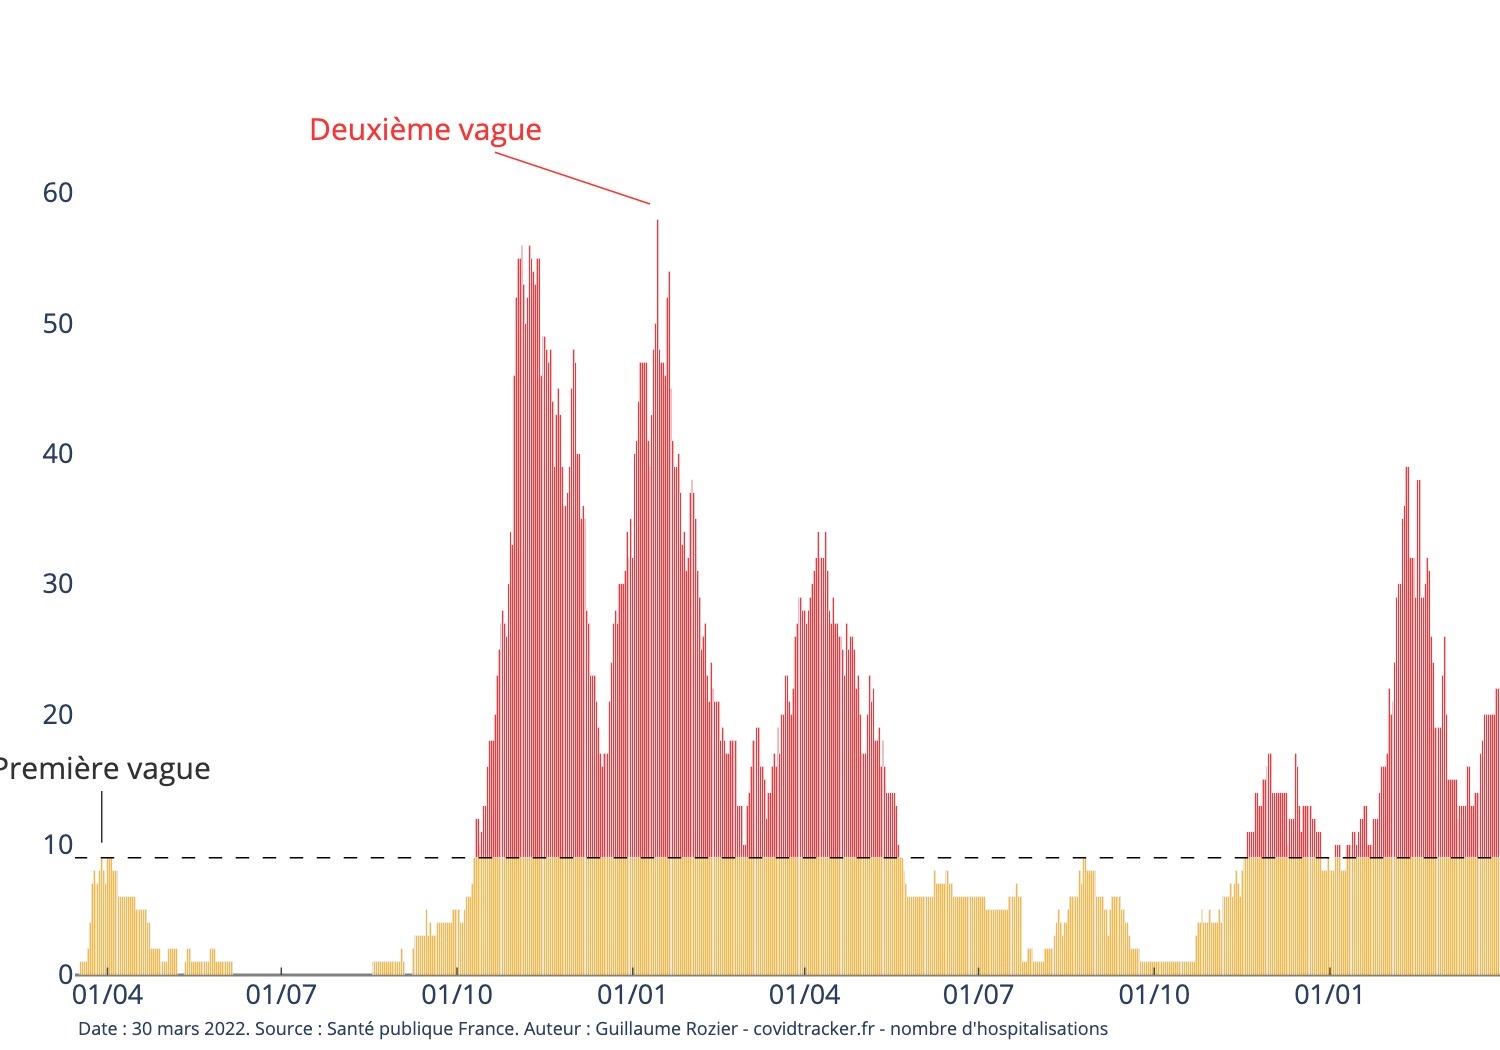 Deuxième vague
60
50
40
30
20
Première vague
10
0
01/04 01/07 01/10 01/01 01/04 01/07 01/10 01/01
Date : 30 mars 2022. Source : Santé publique France. Auteur : Guillaume Rozier - covidtracker.fr - nombre d'hospitalisations